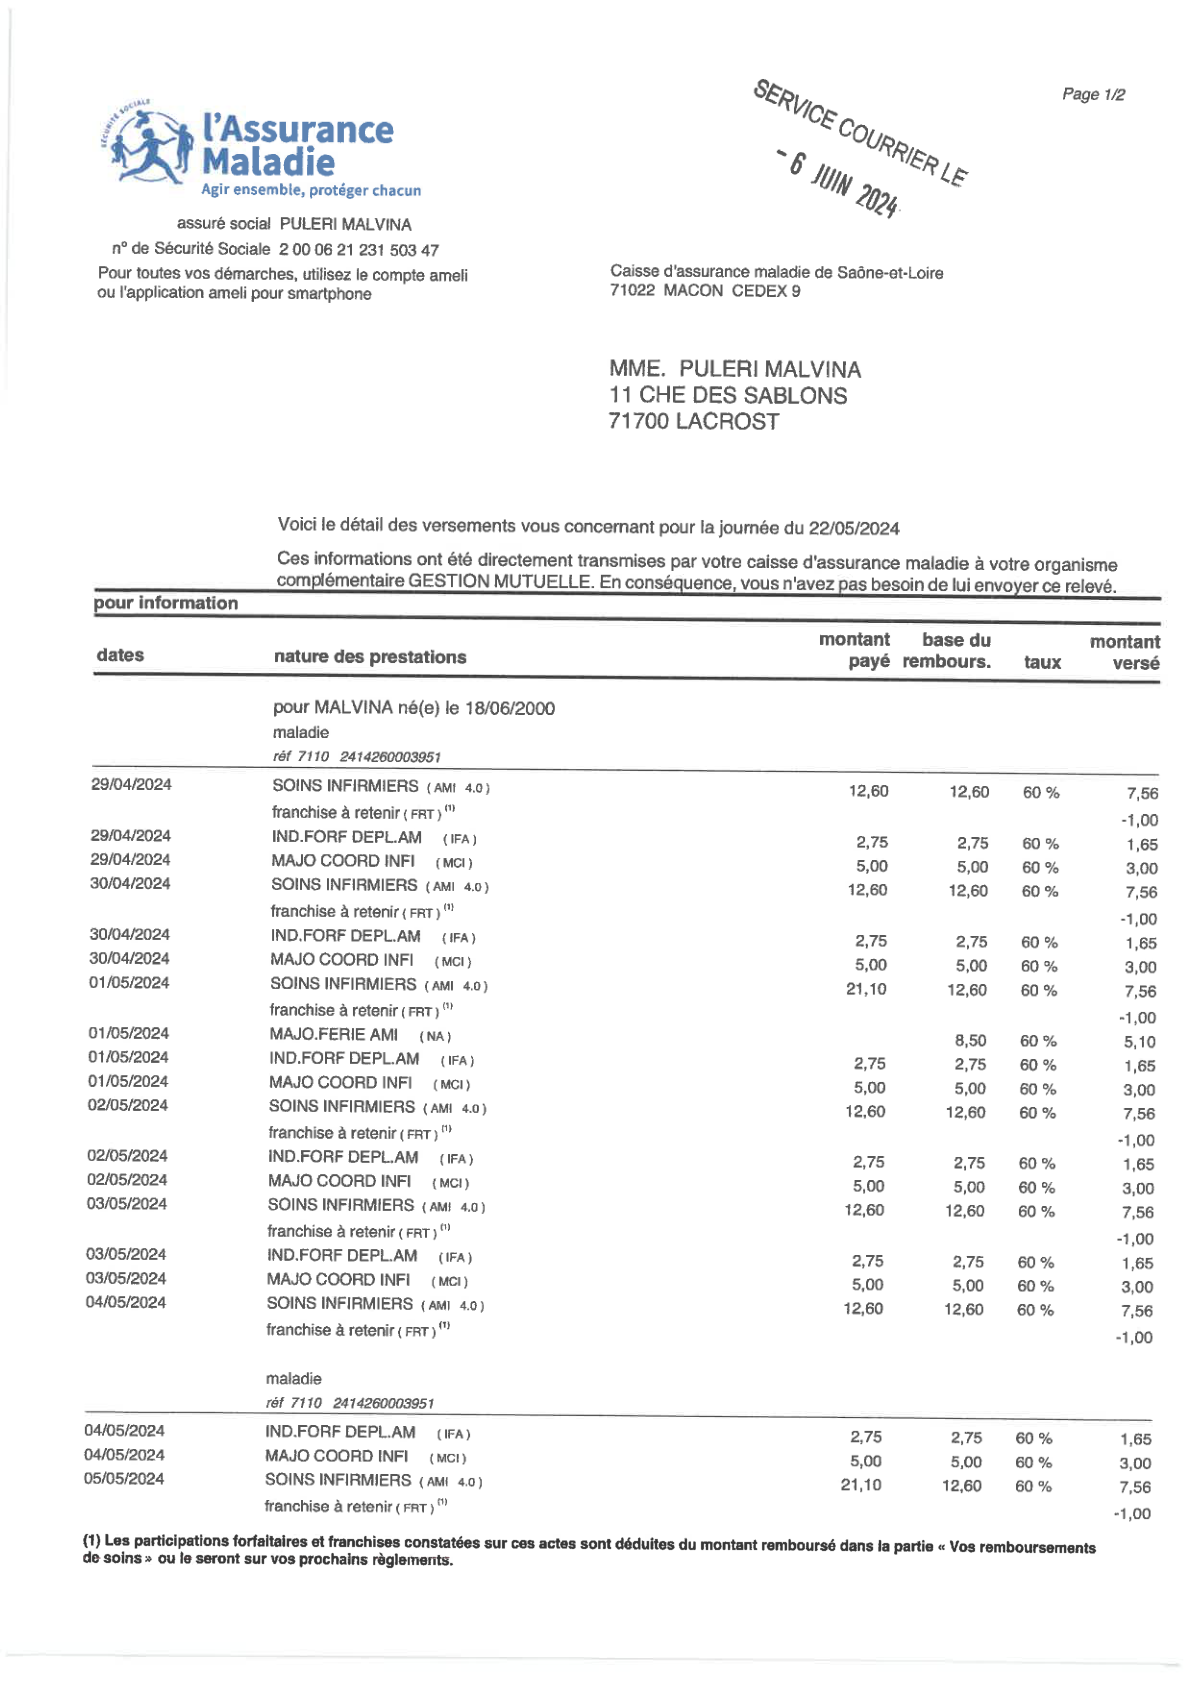 Page 1/2
SERVICE COURRIER LE
- 6 JUIN 2024
SÉCURITÉ SOCIALE
l'Assurance
Maladie
Agir ensemble, protéger chacun
assuré social PULERI MALVINA
n° de Sécurité Sociale 2 00 06 21 231 503 47
Pour toutes vos démarches, utilisez le compte ameli
ou l'application ameli pour smartphone
Caisse d'assurance maladie de Saône-et-Loire
71022 MACON CEDEX 9
MME. PULERI MALVINA
11 CHE DES SABLONS
71700 LACROST
Voici le détail des versements vous concernant pour la journée du 22/05/2024
Ces informations ont été directement transmises par votre caisse d'assurance maladie à votre organisme
complémentaire GESTION MUTUELLE. En conséquence, vous n'avez pas besoin de lui envoyer ce relevé.
pour information
dates nature des prestations montant payé base du rembours. taux montant versé
pour MALVINA né(e) le 18/06/2000
maladie
réf 7110 2414260003951
29/04/2024 SOINS INFIRMIERS (AMI 4.0) 12,60 12,60 60 % 7,56
franchise à retenir (FRT) (1) -1,00
29/04/2024 IND.FORF DEPL.AM (IFA) 2,75 2,75 60 % 1,65
29/04/2024 MAJO COORD INFI (MCI) 5,00 5,00 60 % 3,00
30/04/2024 SOINS INFIRMIERS (AMI 4.0) 12,60 12,60 60 % 7,56
franchise à retenir (FRT) (1) -1,00
30/04/2024 IND.FORF DEPL.AM (IFA) 2,75 2,75 60 % 1,65
30/04/2024 MAJO COORD INFI (MCI) 5,00 5,00 60 % 3,00
01/05/2024 SOINS INFIRMIERS (AMI 4.0) 21,10 12,60 60 % 7,56
franchise à retenir (FRT) (1) -1,00
01/05/2024 MAJO.FERIE AMI (NA) 8,50 60 % 5,10
01/05/2024 IND.FORF DEPL.AM (IFA) 2,75 2,75 60 % 1,65
01/05/2024 MAJO COORD INFI (MCI) 5,00 5,00 60 % 3,00
02/05/2024 SOINS INFIRMIERS (AMI 4.0) 12,60 12,60 60 % 7,56
franchise à retenir (FRT) (1) -1,00
02/05/2024 IND.FORF DEPL.AM (IFA) 2,75 2,75 60 % 1,65
02/05/2024 MAJO COORD INFI (MCI) 5,00 5,00 60 % 3,00
03/05/2024 SOINS INFIRMIERS (AMI 4.0) 12,60 12,60 60 % 7,56
franchise à retenir (FRT) (1) -1,00
03/05/2024 IND.FORF DEPL.AM (IFA) 2,75 2,75 60 % 1,65
03/05/2024 MAJO COORD INFI (MCI) 5,00 5,00 60 % 3,00
04/05/2024 SOINS INFIRMIERS (AMI 4.0) 12,60 12,60 60 % 7,56
franchise à retenir (FRT) (1) -1,00
maladie
réf 7110 2414260003951
04/05/2024 IND.FORF DEPL.AM (IFA) 2,75 2,75 60 % 1,65
04/05/2024 MAJO COORD INFI (MCI) 5,00 5,00 60 % 3,00
05/05/2024 SOINS INFIRMIERS (AMI 4.0) 21,10 12,60 60 % 7,56
franchise à retenir (FRT) (1) -1,00
(1) Les participations forfaitaires et franchises constatées sur ces actes sont déduites du montant remboursé dans la partie « Vos remboursements
de soins » ou le seront sur vos prochains règlements.